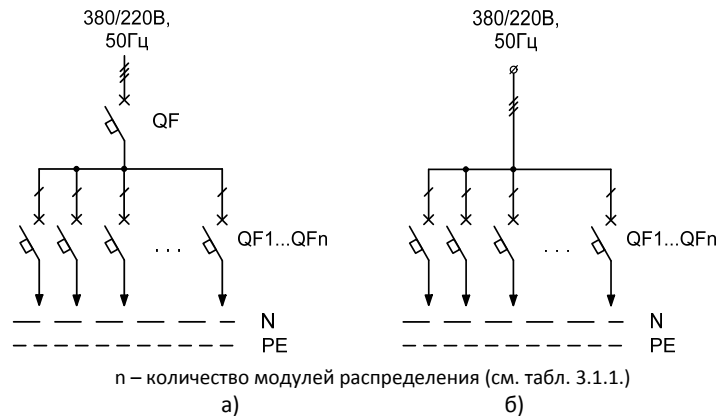 380/220В,
50Гц
QF
QF1...QFn
N
PE
380/220В,
50Гц
QF1...QFn
N
PE
n – количество модулей распределения (см. табл. 3.1.1.)
а)
б)